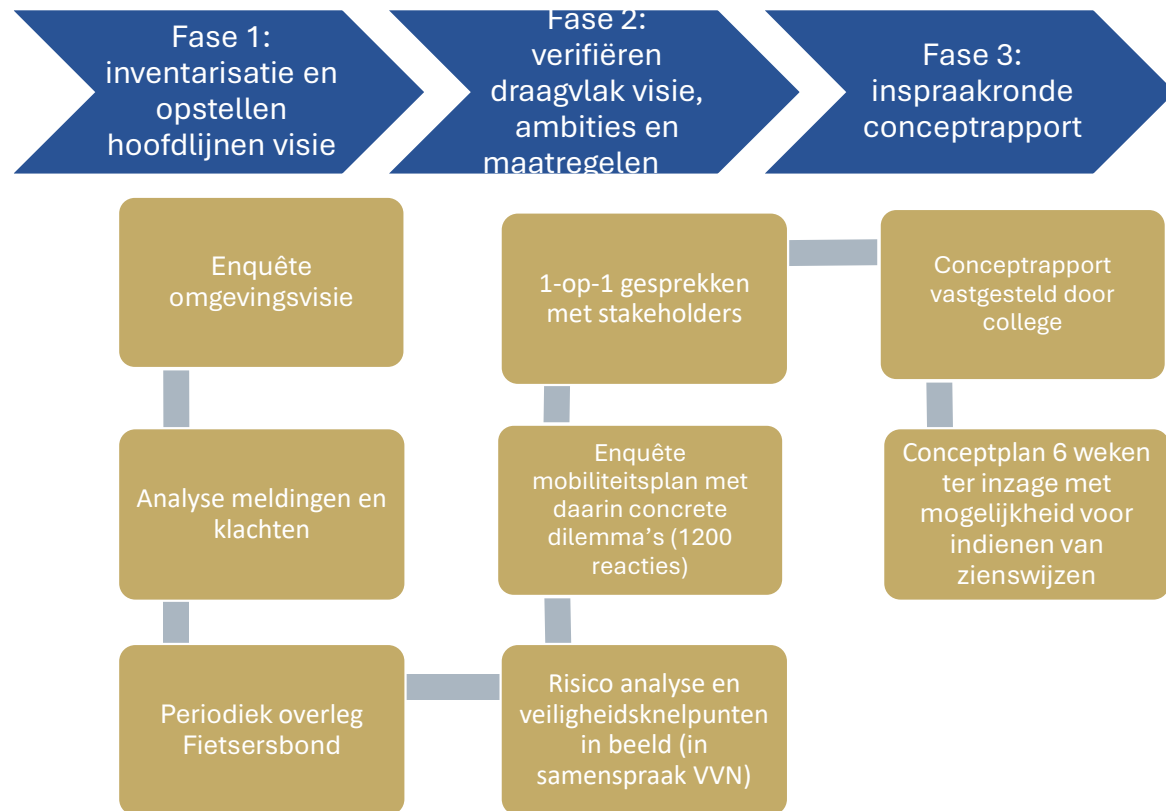 Fase 1:
inventarisatie en
opstellen
hoofdlijnen visie
Fase 2:
verifiëren
draagvlak visie,
ambities en
maatregelen
Fase 3:
inspraakronde
conceptrapport
Enquête
omgevingsvisie
Analyse meldingen en
klachten
Periodiek overleg
Fietsersbond
Risico analyse en
veiligheidsknelpunten
in beeld (in
samenspraak VVN)
Enquête
mobiliteitsplan met
daarin concrete
dilemma's (1200
reacties)
1-op-1 gesprekken
met stakeholders
Conceptrapport
vastgesteld door
college
Conceptplan 6 weken
ter inzage met
mogelijkheid voor
indienen van
zienswijzen